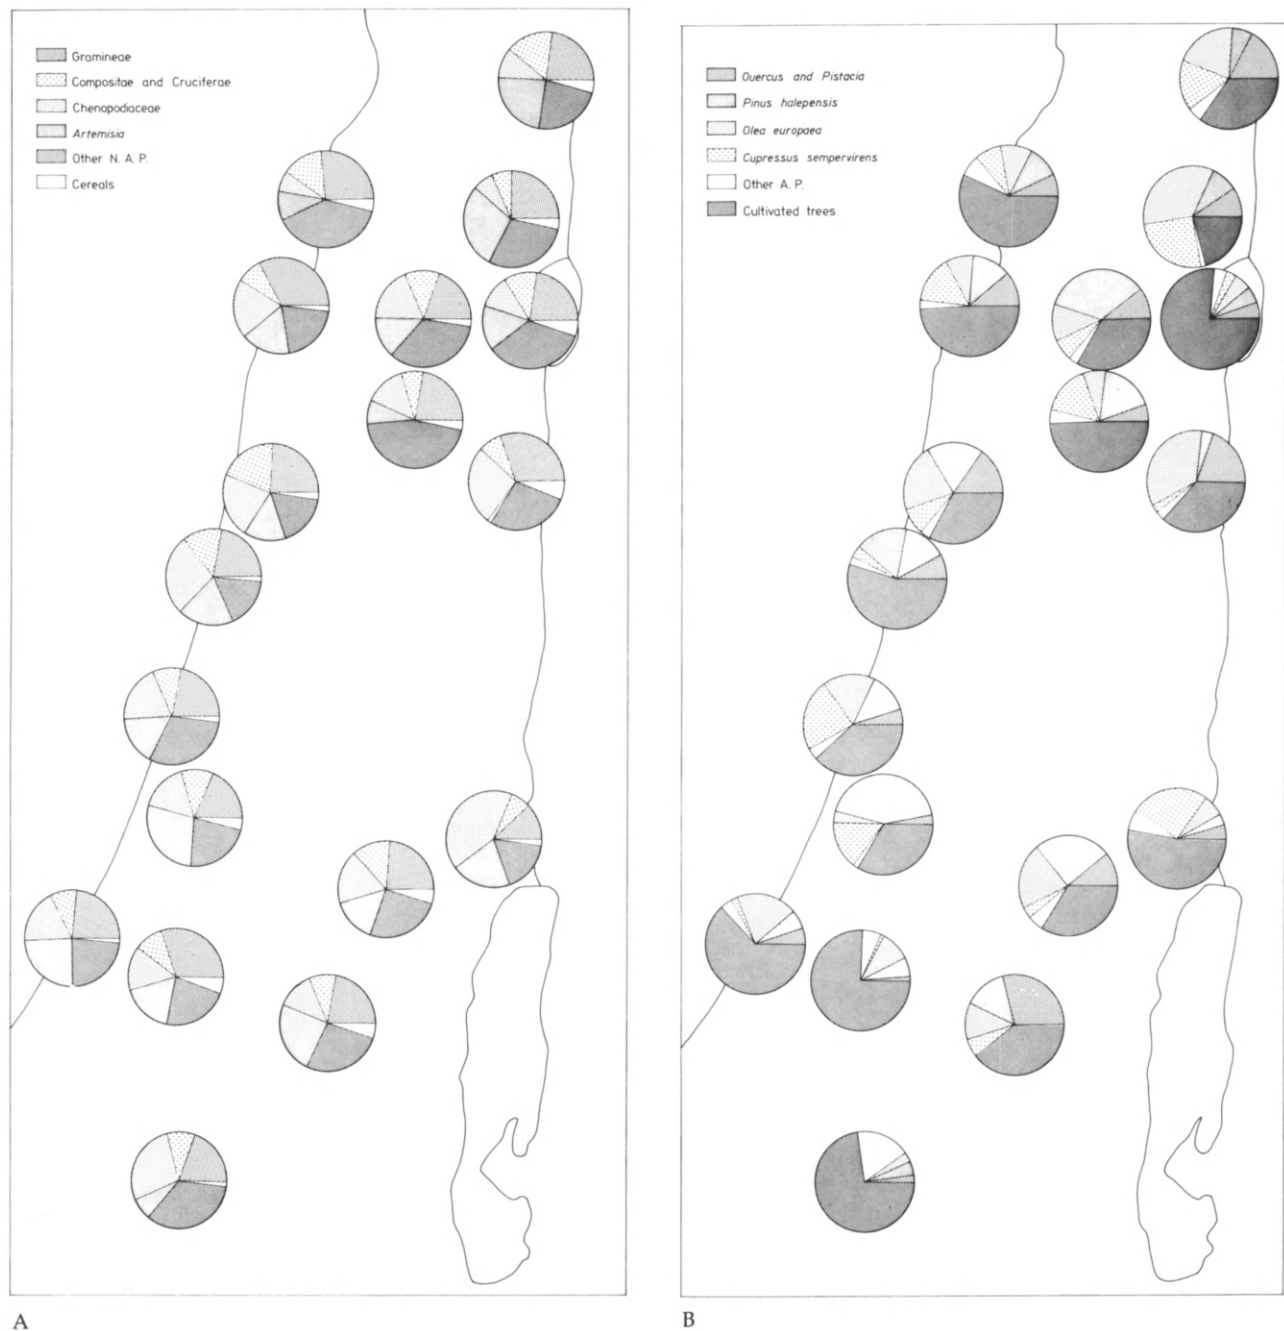 Gramineae
Compositae and Cruciferae
Chenopodiaceae
Artemisia
Other N. A. P.
Cereals
A
Quercus and Pistacia
Pinus halepensis
Olea europaea
Cupressus sempervirens
Other A. P.
Cultivated trees
B